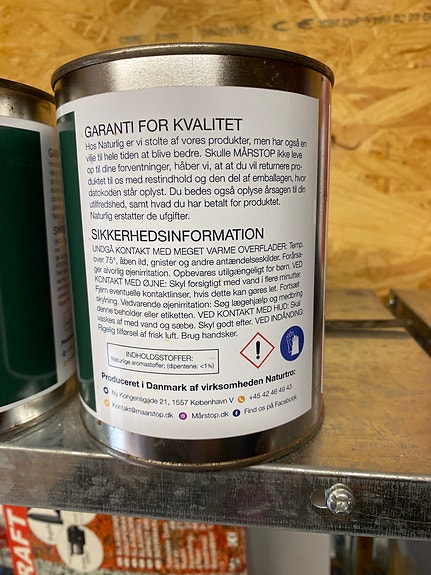 GARANTI FOR KVALITET
Hos Naturlig er vi stolte af vores produkter, men har også en
vilje til hele tiden at blive bedre. Skulle MÅRSTOP ikke leve
op til dine forventninger, håber vi, at at du vil returnere pro-
duktet til os med restindhold og den del af emballagen, hvor
datokoden står oplyst. Du bedes også oplyse årsagen til din
utilfredshed, samt hvad du har betalt for produktet.
Naturlig erstatter de ufgifter.
SIKKERHEDSINFORMATION
UNDGÅ KONTAKT MED MEGET VARME OVERFLADER: Temp.
over 75°, åben ild, gnister og andre antændelseskilder. Forårsa-
ger alvorlig øjenirritation. Opbevares utilgængeligt for børn. VED
KONTAKT MED ØJNE: Skyl forsigtigt med vand i flere minutter.
Fjern eventuelle kontaktlinser, hvis dette kan gøres let. Fortsæt
skylning. Vedvarende øjenirritation: Søg lægehjælp og medbring
denne beholder eller etiketten. VED KONTAKT MED HUD: Skal
vaskes af med vand og sæbe. Skyl godt efter. VED INDÅNDING:
Rigelig tilførsel af frisk luft. Brug handsker.
INDHOLDSSTOFFER:
Naturlige aromastoffer; (dipentene: <1%)
Produceret i Danmark af virksomheden Naturtro:
Ny Kongensgade 21, 1557 København V +45 42 46 49 43
Kontakt@maarstop.dk Mårstop.dk Find os på Facebook
RAFT